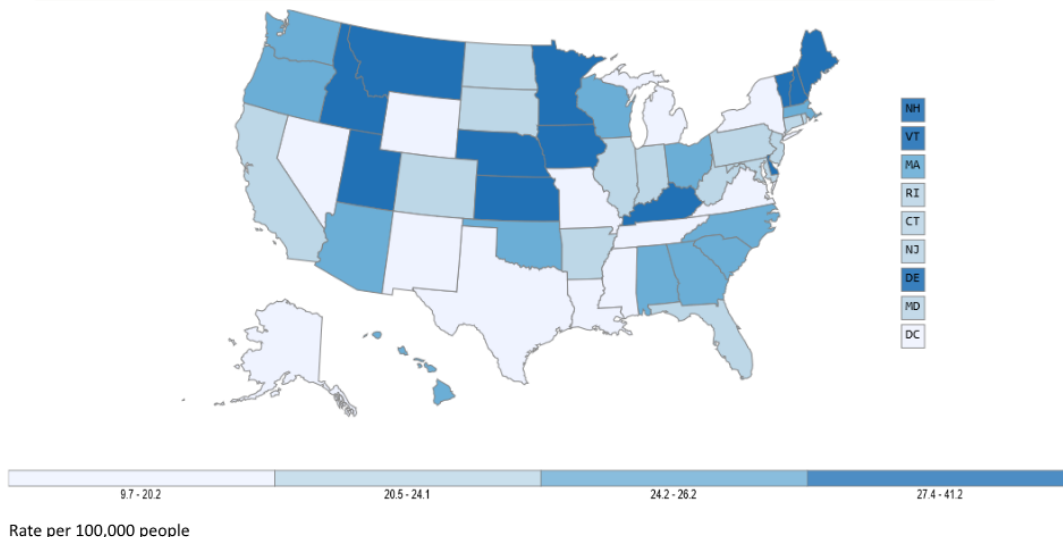 NH
VT
MA
RI
CT
NJ
DE
MD
DC
9.7 - 20.2 20.5 - 24.1 24.2 - 26.2 27.4 - 41.2
Rate per 100,000 people